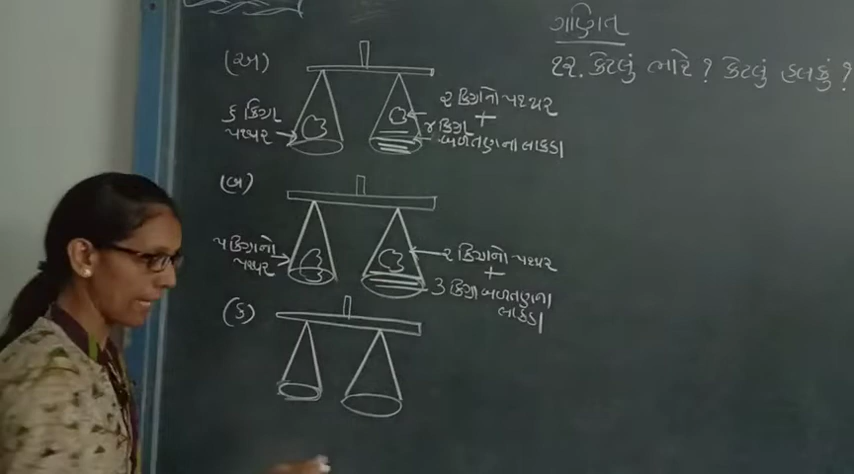 ગણિત
૧૨. કેટલું ભારે ? કેટલું હલકું ?
(અ)
૬ કિગ્રા
પથ્થર
૨ કિગ્રાનો પથ્થર
+
૪ કિગ્રા
બળતણના લાકડા
(બ)
૫ કિગ્રાનો
પથ્થર
૨ કિગ્રાનો પથ્થર
+
૩ કિગ્રા બળતણના
લાકડા
(ક)